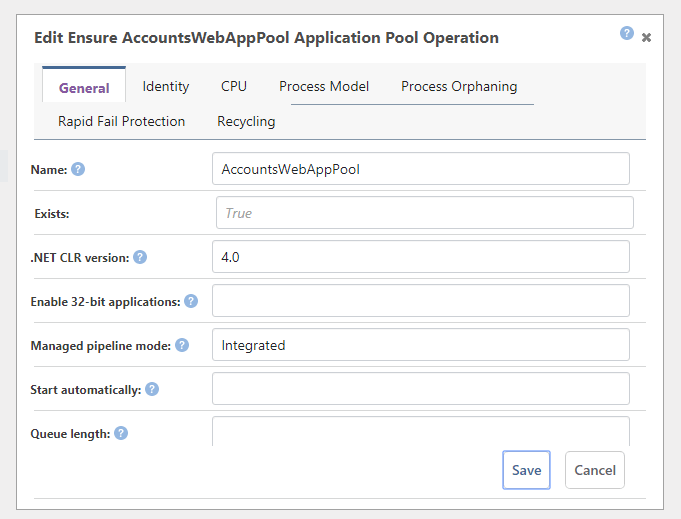 Edit Ensure AccountsWebAppPool Application Pool Operation ? ✖
General Identity CPU Process Model Process Orphaning
Rapid Fail Protection Recycling
Name: ? AccountsWebAppPool
Exists: True
.NET CLR version: ? 4.0
Enable 32-bit applications: ?
Managed pipeline mode: ? Integrated
Start automatically: ?
Queue length: ?
Save Cancel